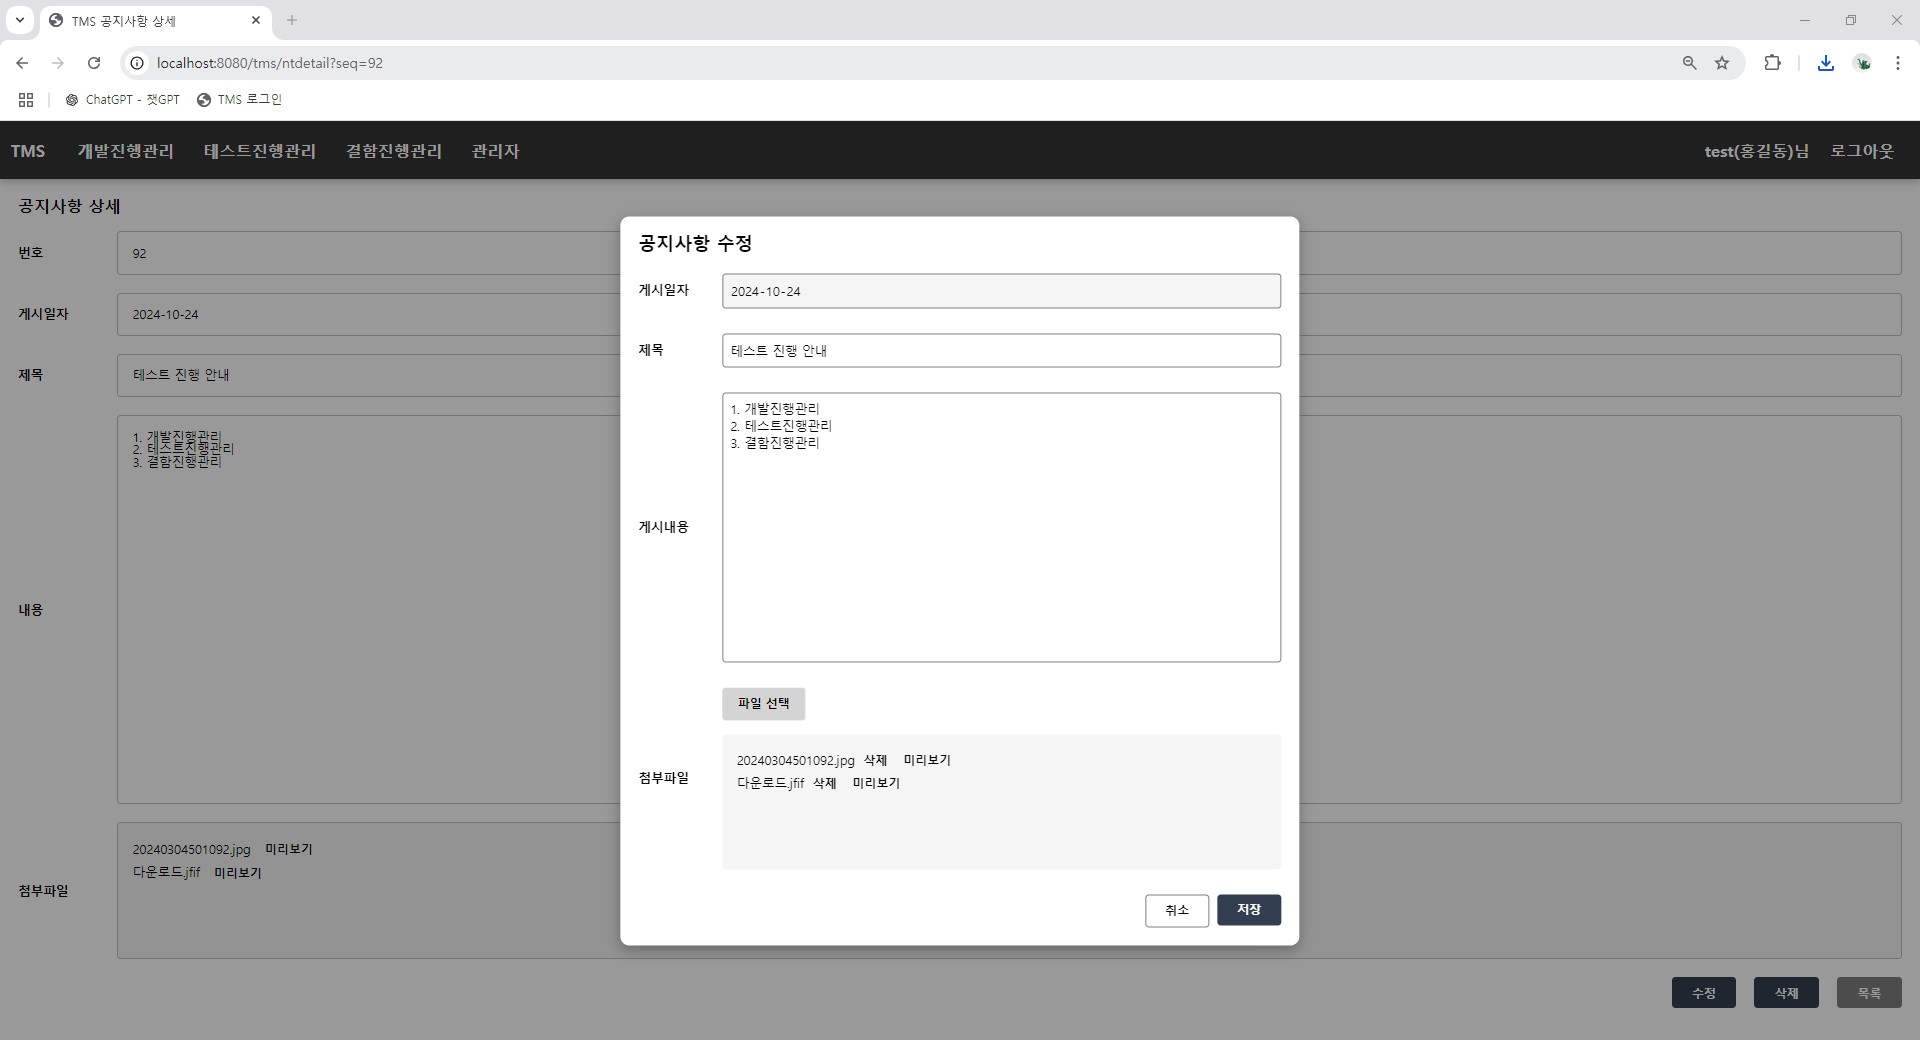 TMS 공지사항 상세
localhost:8080/tms/ntdetail?seq=92
ChatGPT - 챗GPT TMS 로그인
TMS 개발진행관리 테스트진행관리 결함진행관리 관리자 test(홍길동)님 로그아웃
공지사항 상세
번호 92
게시일자 2024-10-24
제목 테스트 진행 안내
1. 개발진행관리
2. 테스트진행관리
3. 결함진행관리
내용
20240304501092.jpg 미리보기
다운로드.jfif 미리보기
첨부파일
수정 삭제 목록
공지사항 수정
게시일자 2024-10-24
제목 테스트 진행 안내
1. 개발진행관리
2. 테스트진행관리
3. 결함진행관리
게시내용
파일 선택
20240304501092.jpg 삭제 미리보기
다운로드.jfif 삭제 미리보기
첨부파일
취소 저장